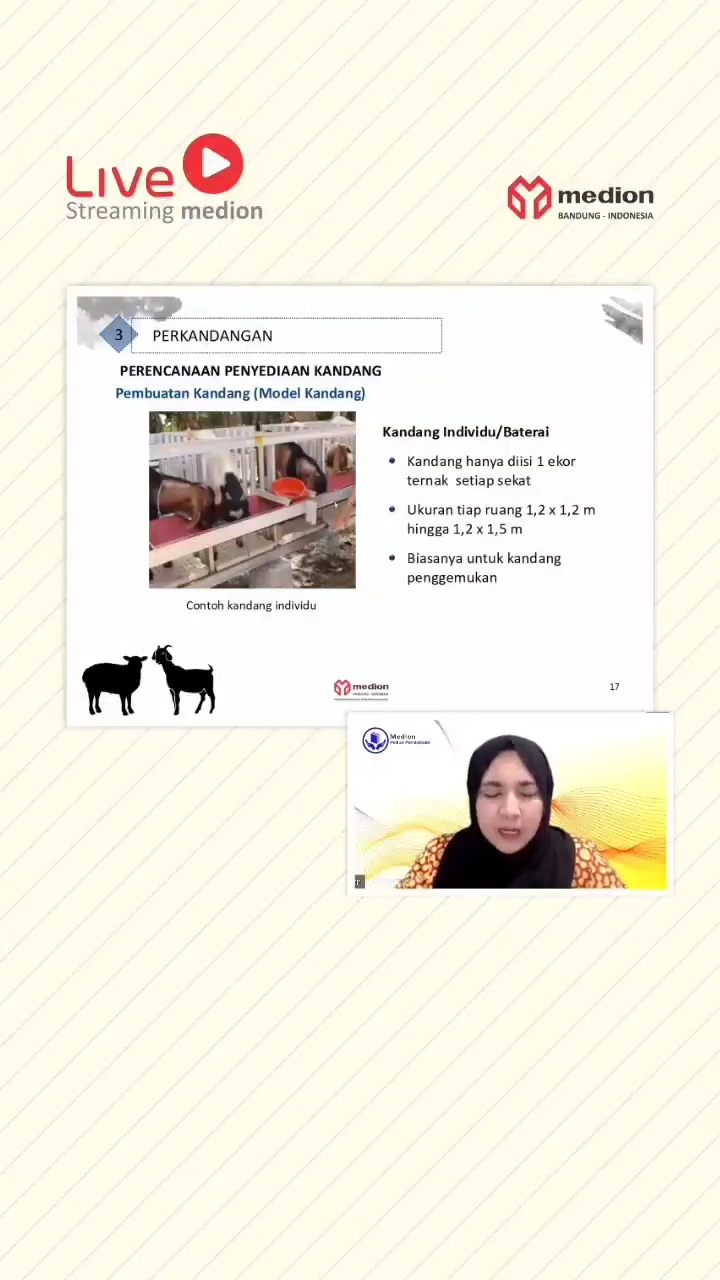 Live
Streaming medion
medion
BANDUNG - INDONESIA
3
PERKANDANGAN
PERENCANAAN PENYEDIAAN KANDANG
Pembuatan Kandang (Model Kandang)
Kandang Individu/Baterai
Kandang hanya diisi 1 ekor
ternak setiap sekat
Ukuran tiap ruang 1,2 x 1,2 m
hingga 1,2 x 1,5 m
Biasanya untuk kandang
penggemukan
Contoh kandang individu
medion
17
Medion
Peduli Pendidikan